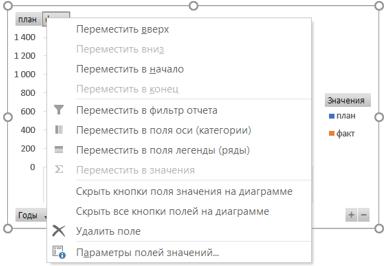 план
Переместить вверх
1 400
Переместить вниз
1 200
Переместить в начало
1 000
Переместить в конец
800
Переместить в фильтр отчета
Значения
600
Переместить в поля оси (категории)
план
400
Переместить в поля легенды (ряды)
факт
200
Переместить в значения
0
Скрыть кнопки поля значения на диаграмме
Скрыть все кнопки полей на диаграмме
Годы
Удалить поле
Параметры полей значений...